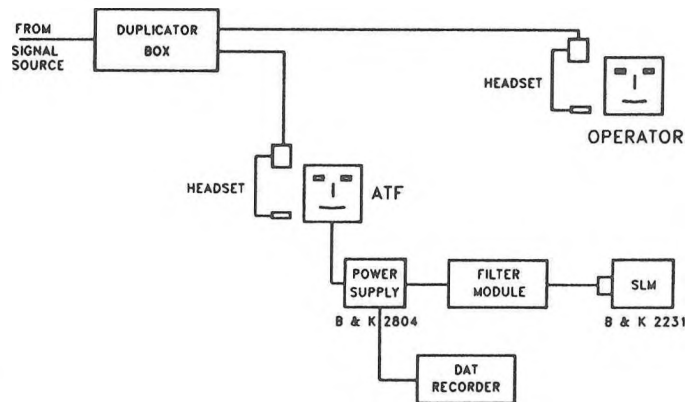 FROM
SIGNAL
SOURCE
DUPLICATOR
BOX
HEADSET
OPERATOR
HEADSET
ATF
POWER
SUPPLY
B & K 2804
FILTER
MODULE
SLM
B & K 2231
DAT
RECORDER